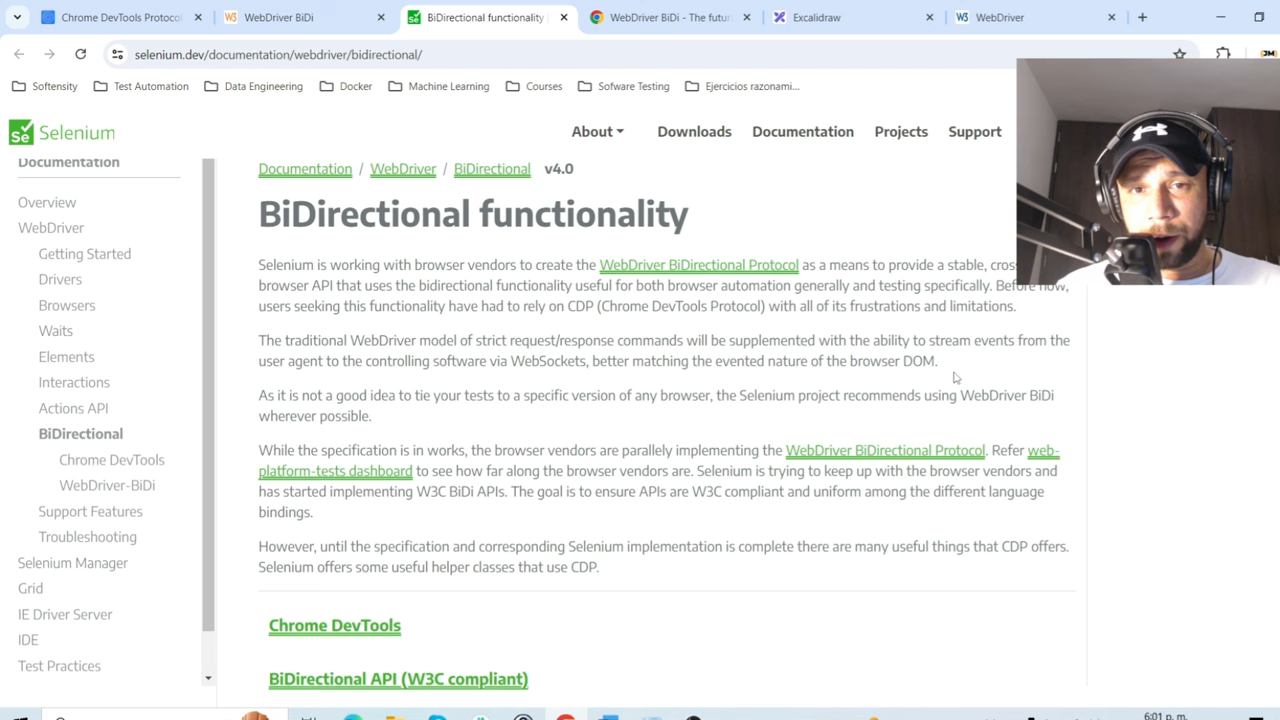 Chrome DevTools Protocol
WebDriver BiDi
BiDirectional functionality |
WebDriver BiDi - The futur
Excalidraw
WebDriver
selenium.dev/documentation/webdriver/bidirectional/
Softensity
Test Automation
Data Engineering
Docker
Machine Learning
Courses
Sofware Testing
Ejercicios razonami...
Se Selenium
About
Downloads
Documentation
Projects
Support
Documentation
Overview
WebDriver
Getting Started
Drivers
Browsers
Waits
Elements
Interactions
Actions API
BiDirectional
Chrome DevTools
WebDriver-BiDi
Support Features
Troubleshooting
Selenium Manager
Grid
IE Driver Server
IDE
Test Practices
Documentation / WebDriver / BiDirectional v4.0
BiDirectional functionality
Selenium is working with browser vendors to create the WebDriver BiDirectional Protocol as a means to provide a stable, cros
browser API that uses the bidirectional functionality useful for both browser automation generally and testing specifically. Before now,
users seeking this functionality have had to rely on CDP (Chrome DevTools Protocol) with all of its frustrations and limitations.
The traditional WebDriver model of strict request/response commands will be supplemented with the ability to stream events from the
user agent to the controlling software via WebSockets, better matching the evented nature of the browser DOM.
As it is not a good idea to tie your tests to a specific version of any browser, the Selenium project recommends using WebDriver BiDi
wherever possible.
While the specification is in works, the browser vendors are parallely implementing the WebDriver BiDirectional Protocol. Refer web-
platform-tests dashboard to see how far along the browser vendors are. Selenium is trying to keep up with the browser vendors and
has started implementing W3C BiDi APIs. The goal is to ensure APIs are W3C compliant and uniform among the different language
bindings.
However, until the specification and corresponding Selenium implementation is complete there are many useful things that CDP offers.
Selenium offers some useful helper classes that use CDP.
Chrome DevTools
BiDirectional API (W3C compliant)
6:01 p. m.